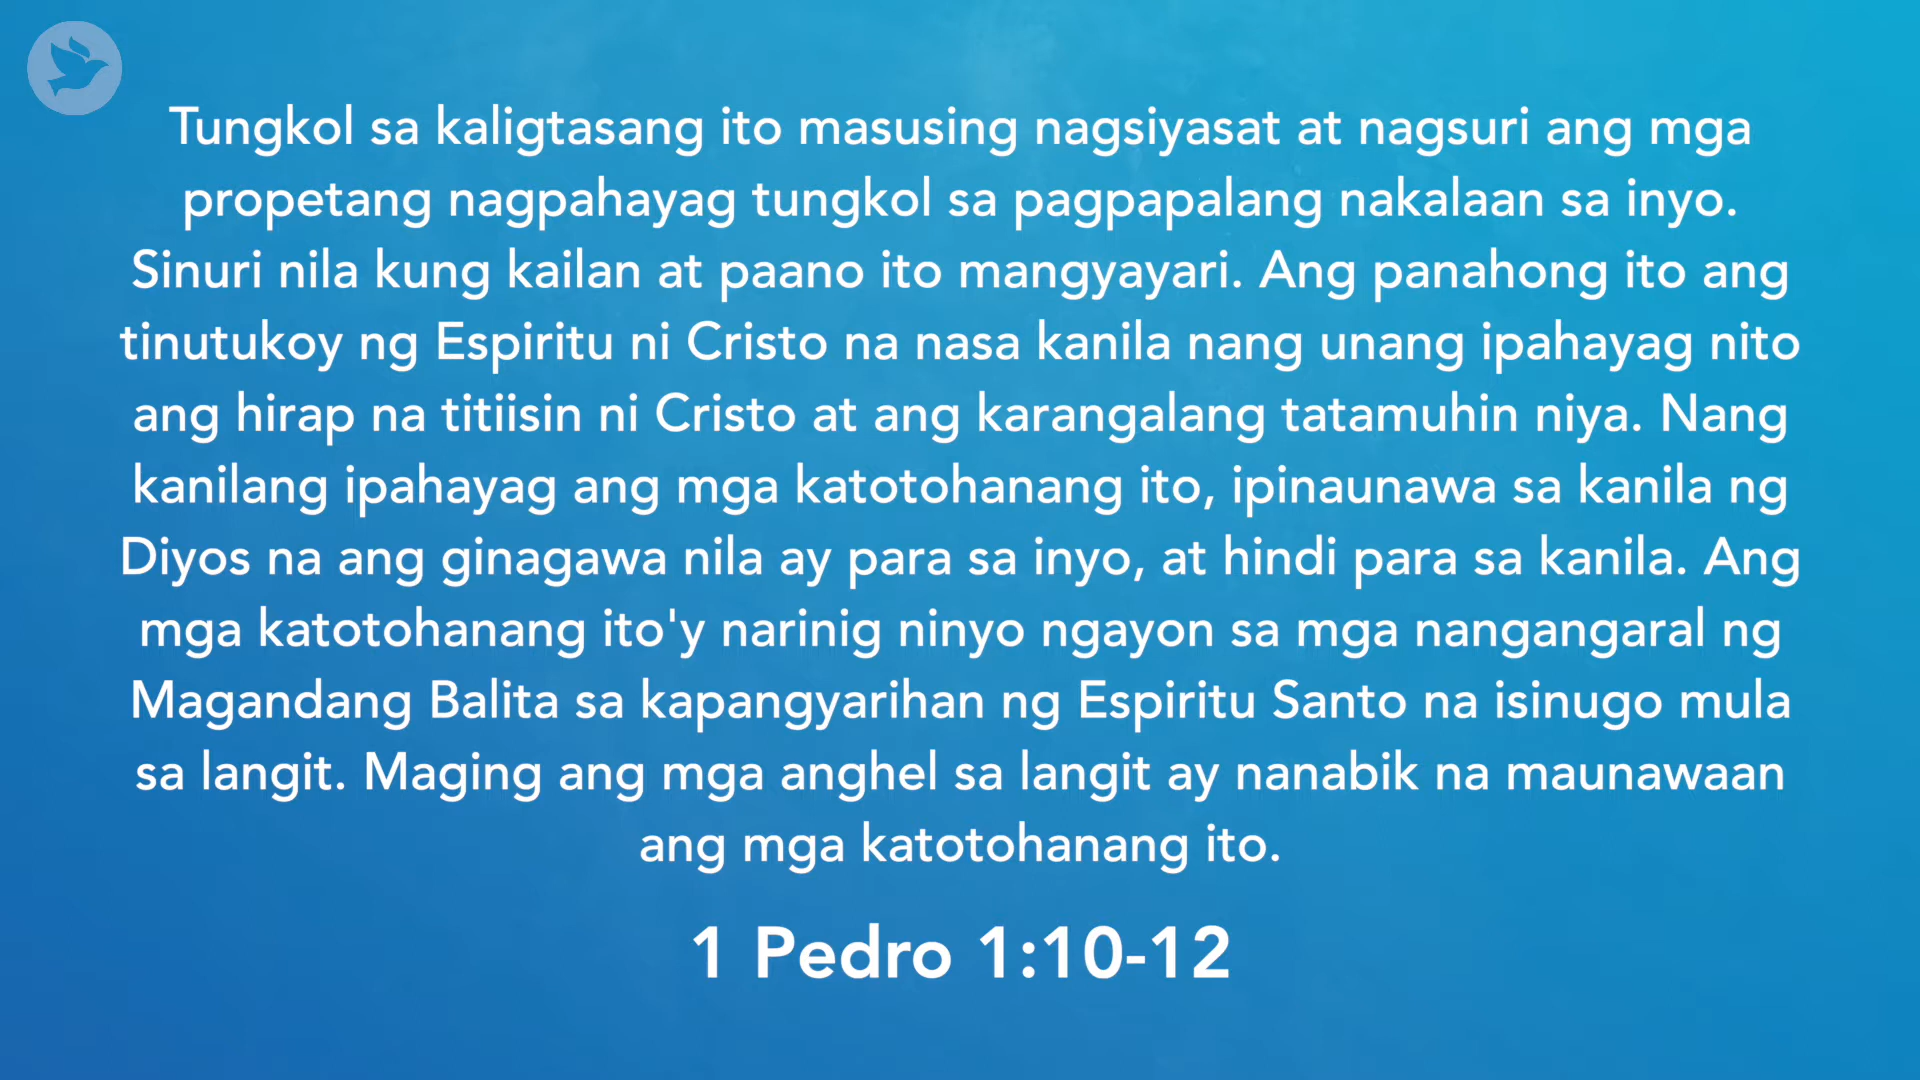 Tungkol sa kaligtasang ito masusing nagsiyasat at nagsuri ang mga
propetang nagpahayag tungkol sa pagpapalang nakalaan sa inyo.
Sinuri nila kung kailan at paano ito mangyayari. Ang panahong ito ang
tinutukoy ng Espiritu ni Cristo na nasa kanila nang unang ipahayag nito
ang hirap na titiisin ni Cristo at ang karangalang tatamuhin niya. Nang
kanilang ipahayag ang mga katotohanang ito, ipinaunawa sa kanila ng
Diyos na ang ginagawa nila ay para sa inyo, at hindi para sa kanila. Ang
mga katotohanang ito'y narinig ninyo ngayon sa mga nangangaral ng
Magandang Balita sa kapangyarihan ng Espiritu Santo na isinugo mula
sa langit. Maging ang mga anghel sa langit ay nanabik na maunawaan
ang mga katotohanang ito.
1 Pedro 1:10-12